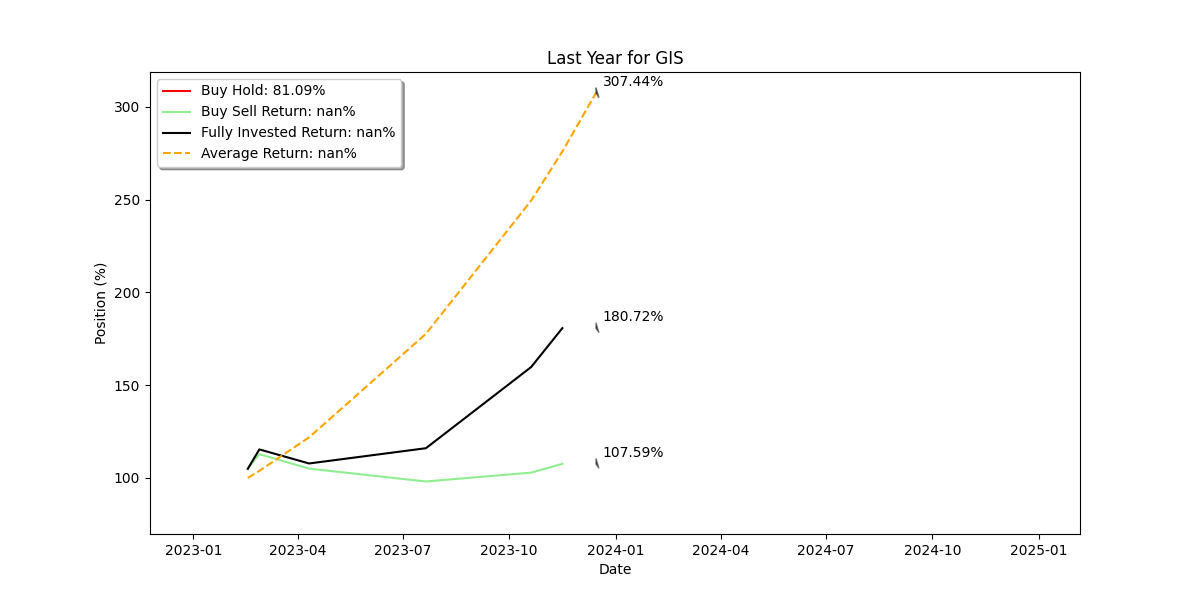 Last Year for GIS
Buy Hold: 81.09%
Buy Sell Return: nan%
Fully Invested Return: nan%
Average Return: nan%
307.44%
180.72%
107.59%
300
250
200
150
100
Position (%)
2023-01 2023-04 2023-07 2023-10 2024-01 2024-04 2024-07 2024-10 2025-01
Date